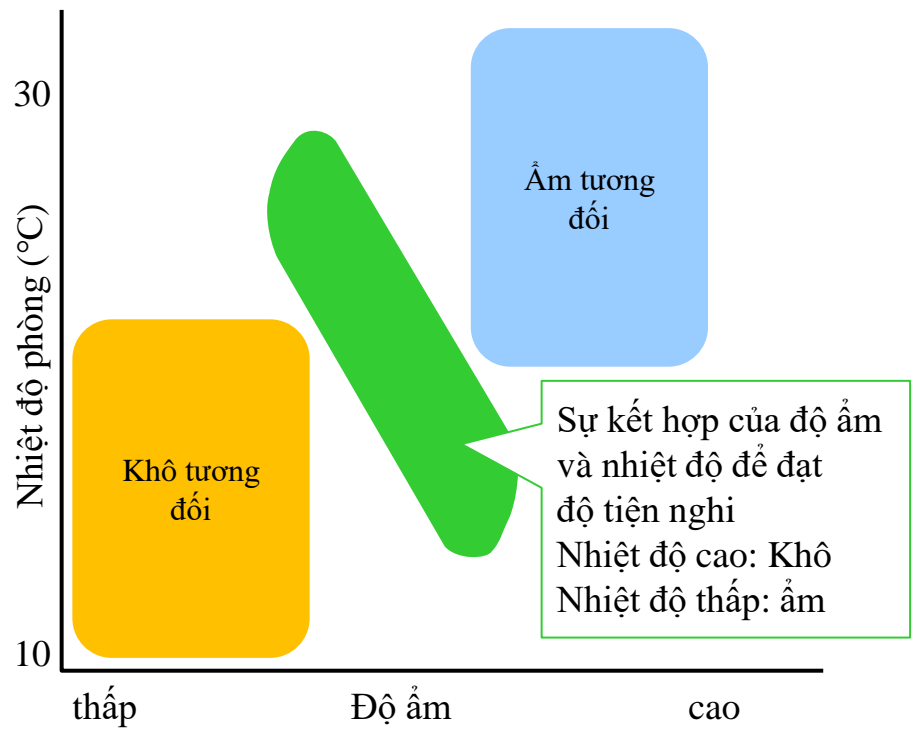 30
Ẩm tương
đối
Nhiệt độ phòng (°C)
Sự kết hợp của độ ẩm
và nhiệt độ để đạt
độ tiện nghi
Nhiệt độ cao: Khô
Nhiệt độ thấp: ẩm
Khô tương
đối
10
thấp
Độ ẩm
cao